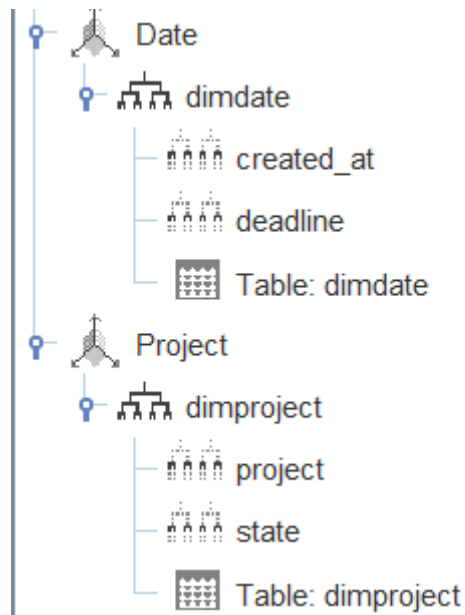 Date
dimdate
created_at
deadline
Table: dimdate
Project
dimproject
project
state
Table: dimproject